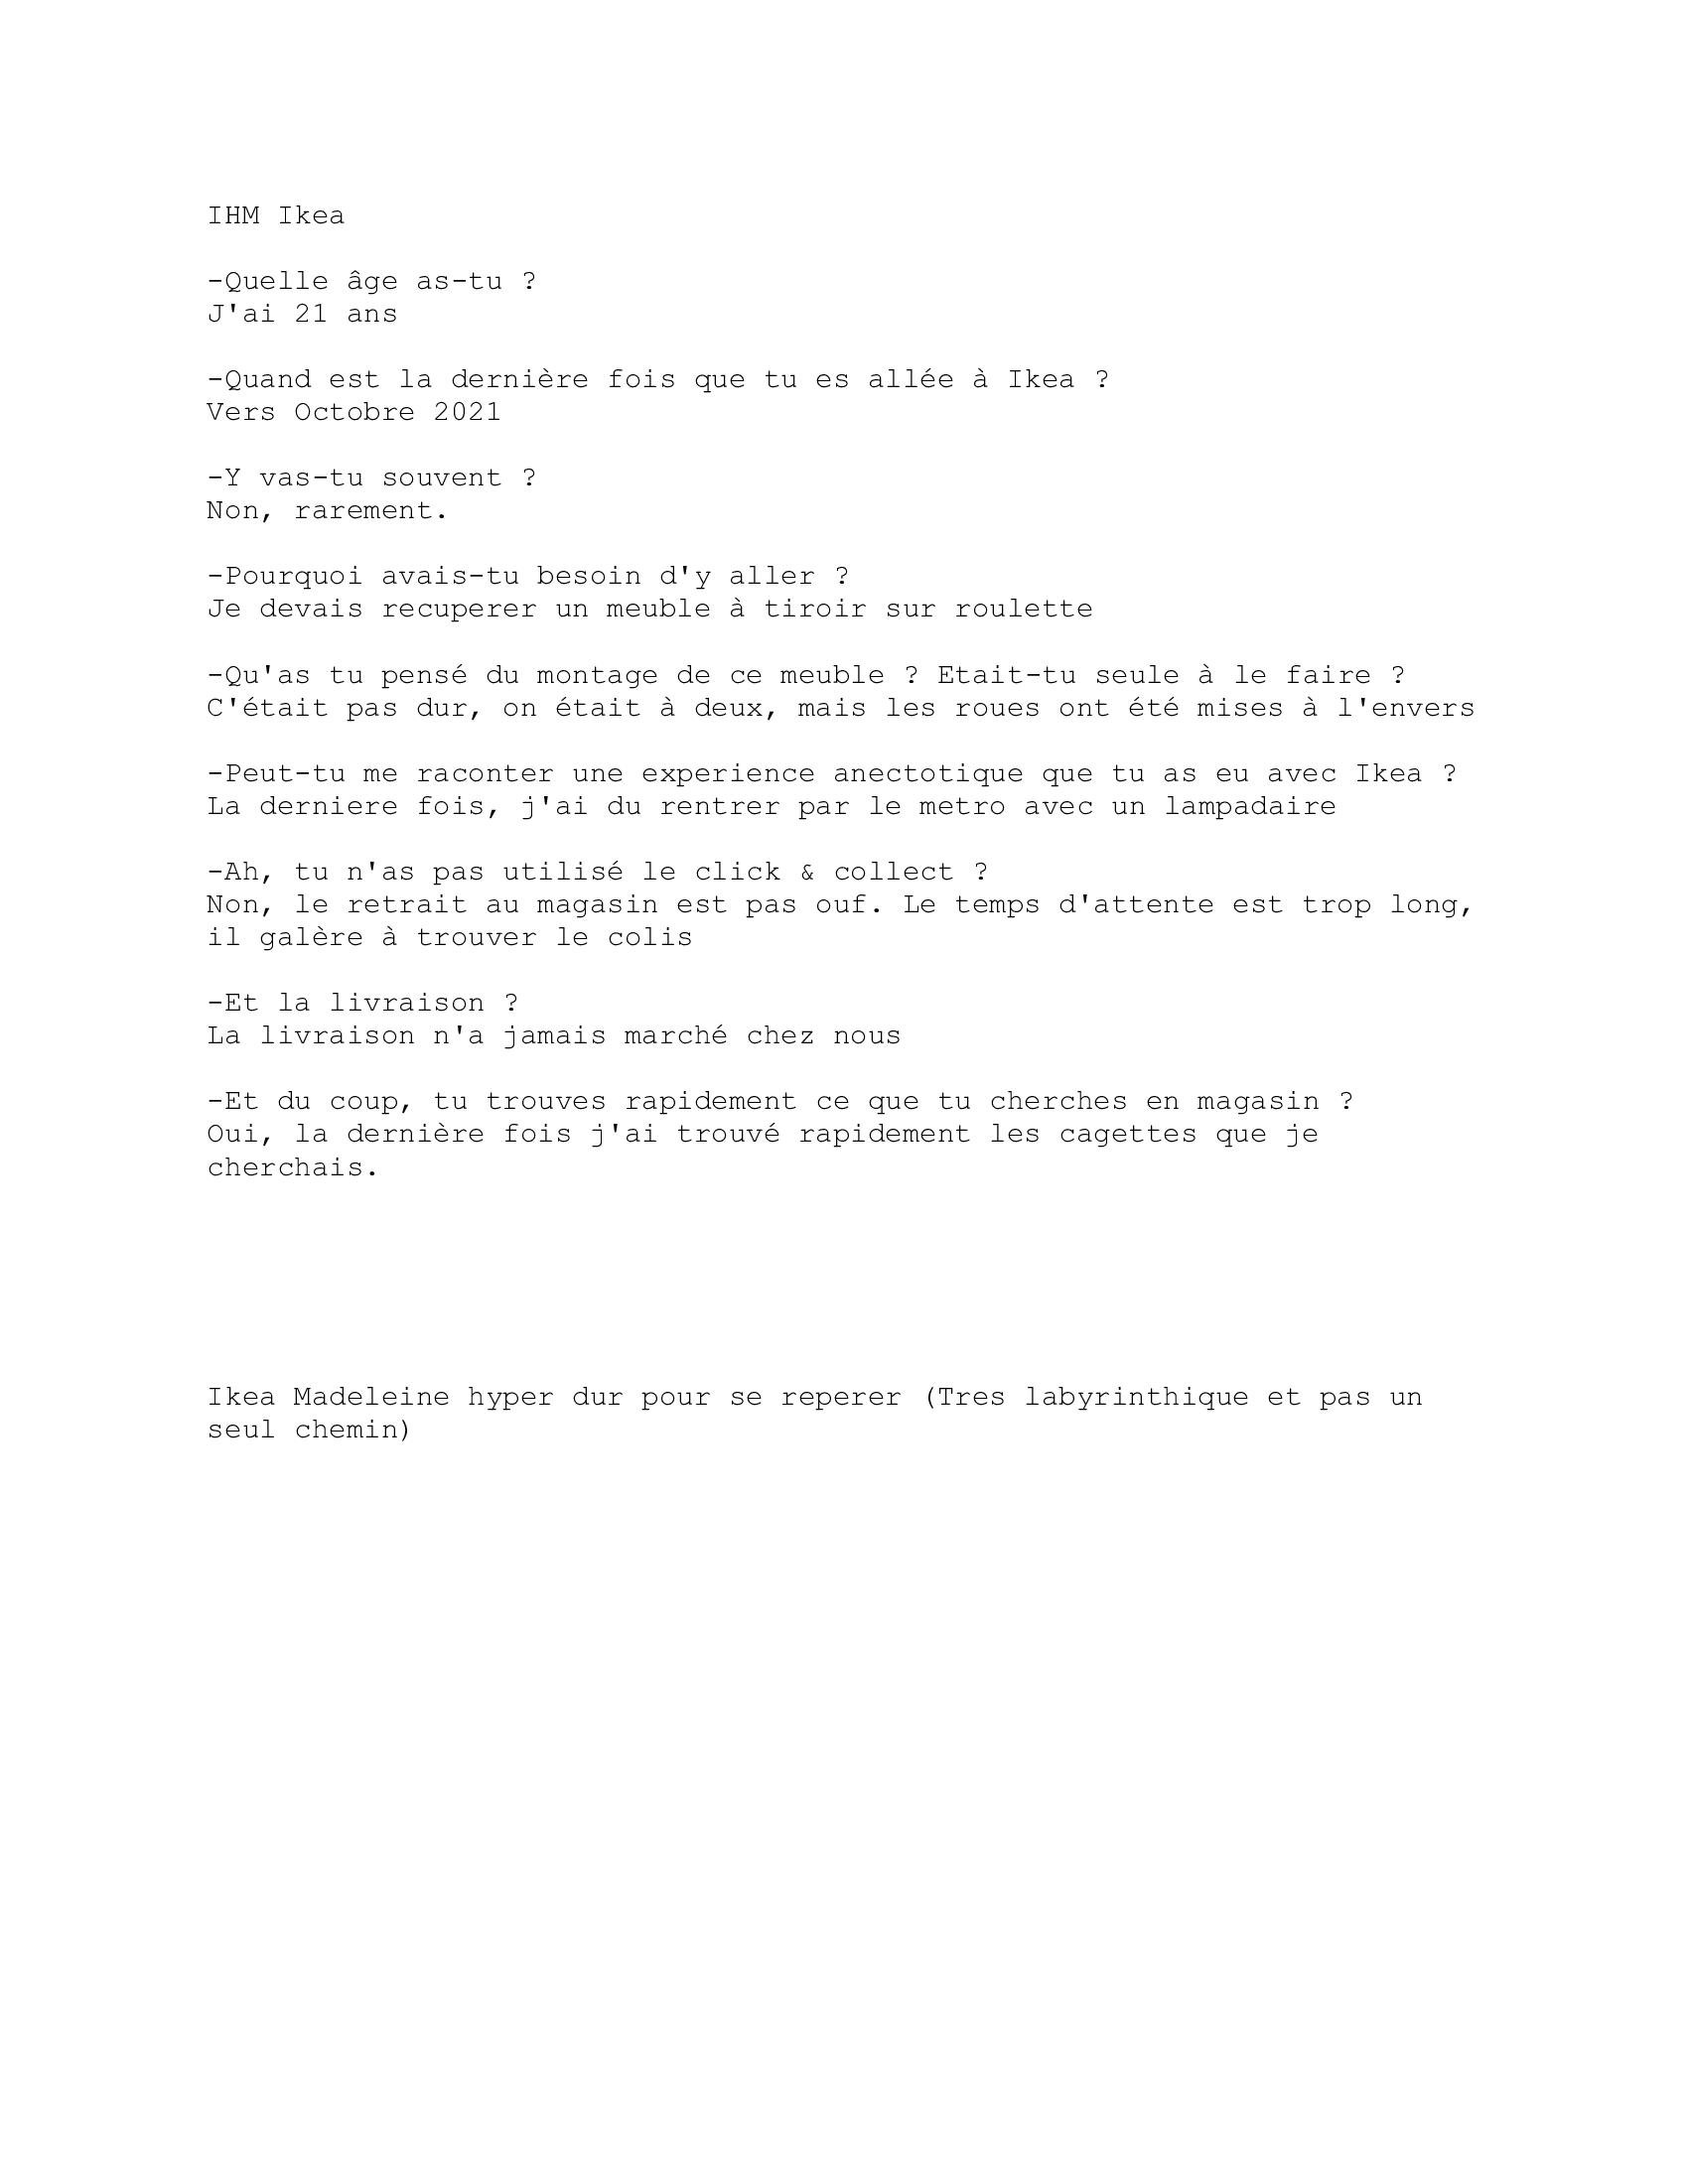 IHM Ikea
-Quelle âge as-tu ?
J'ai 21 ans
-Quand est la dernière fois que tu es allée à Ikea ?
Vers Octobre 2021
-Y vas-tu souvent ?
Non, rarement.
-Pourquoi avais-tu besoin d'y aller ?
Je devais recuperer un meuble à tiroir sur roulette
-Qu'as tu pensé du montage de ce meuble ? Etait-tu seule à le faire ?
C'était pas dur, on était à deux, mais les roues ont été mises à l'envers
-Peut-tu me raconter une experience anectotique que tu as eu avec Ikea ?
La derniere fois, j'ai du rentrer par le metro avec un lampadaire
-Ah, tu n'as pas utilisé le click & collect ?
Non, le retrait au magasin est pas ouf. Le temps d'attente est trop long,
il galère à trouver le colis
-Et la livraison ?
La livraison n'a jamais marché chez nous
-Et du coup, tu trouves rapidement ce que tu cherches en magasin ?
Oui, la dernière fois j'ai trouvé rapidement les cagettes que je
cherchais.
Ikea Madeleine hyper dur pour se reperer (Tres labyrinthique et pas un
seul chemin)